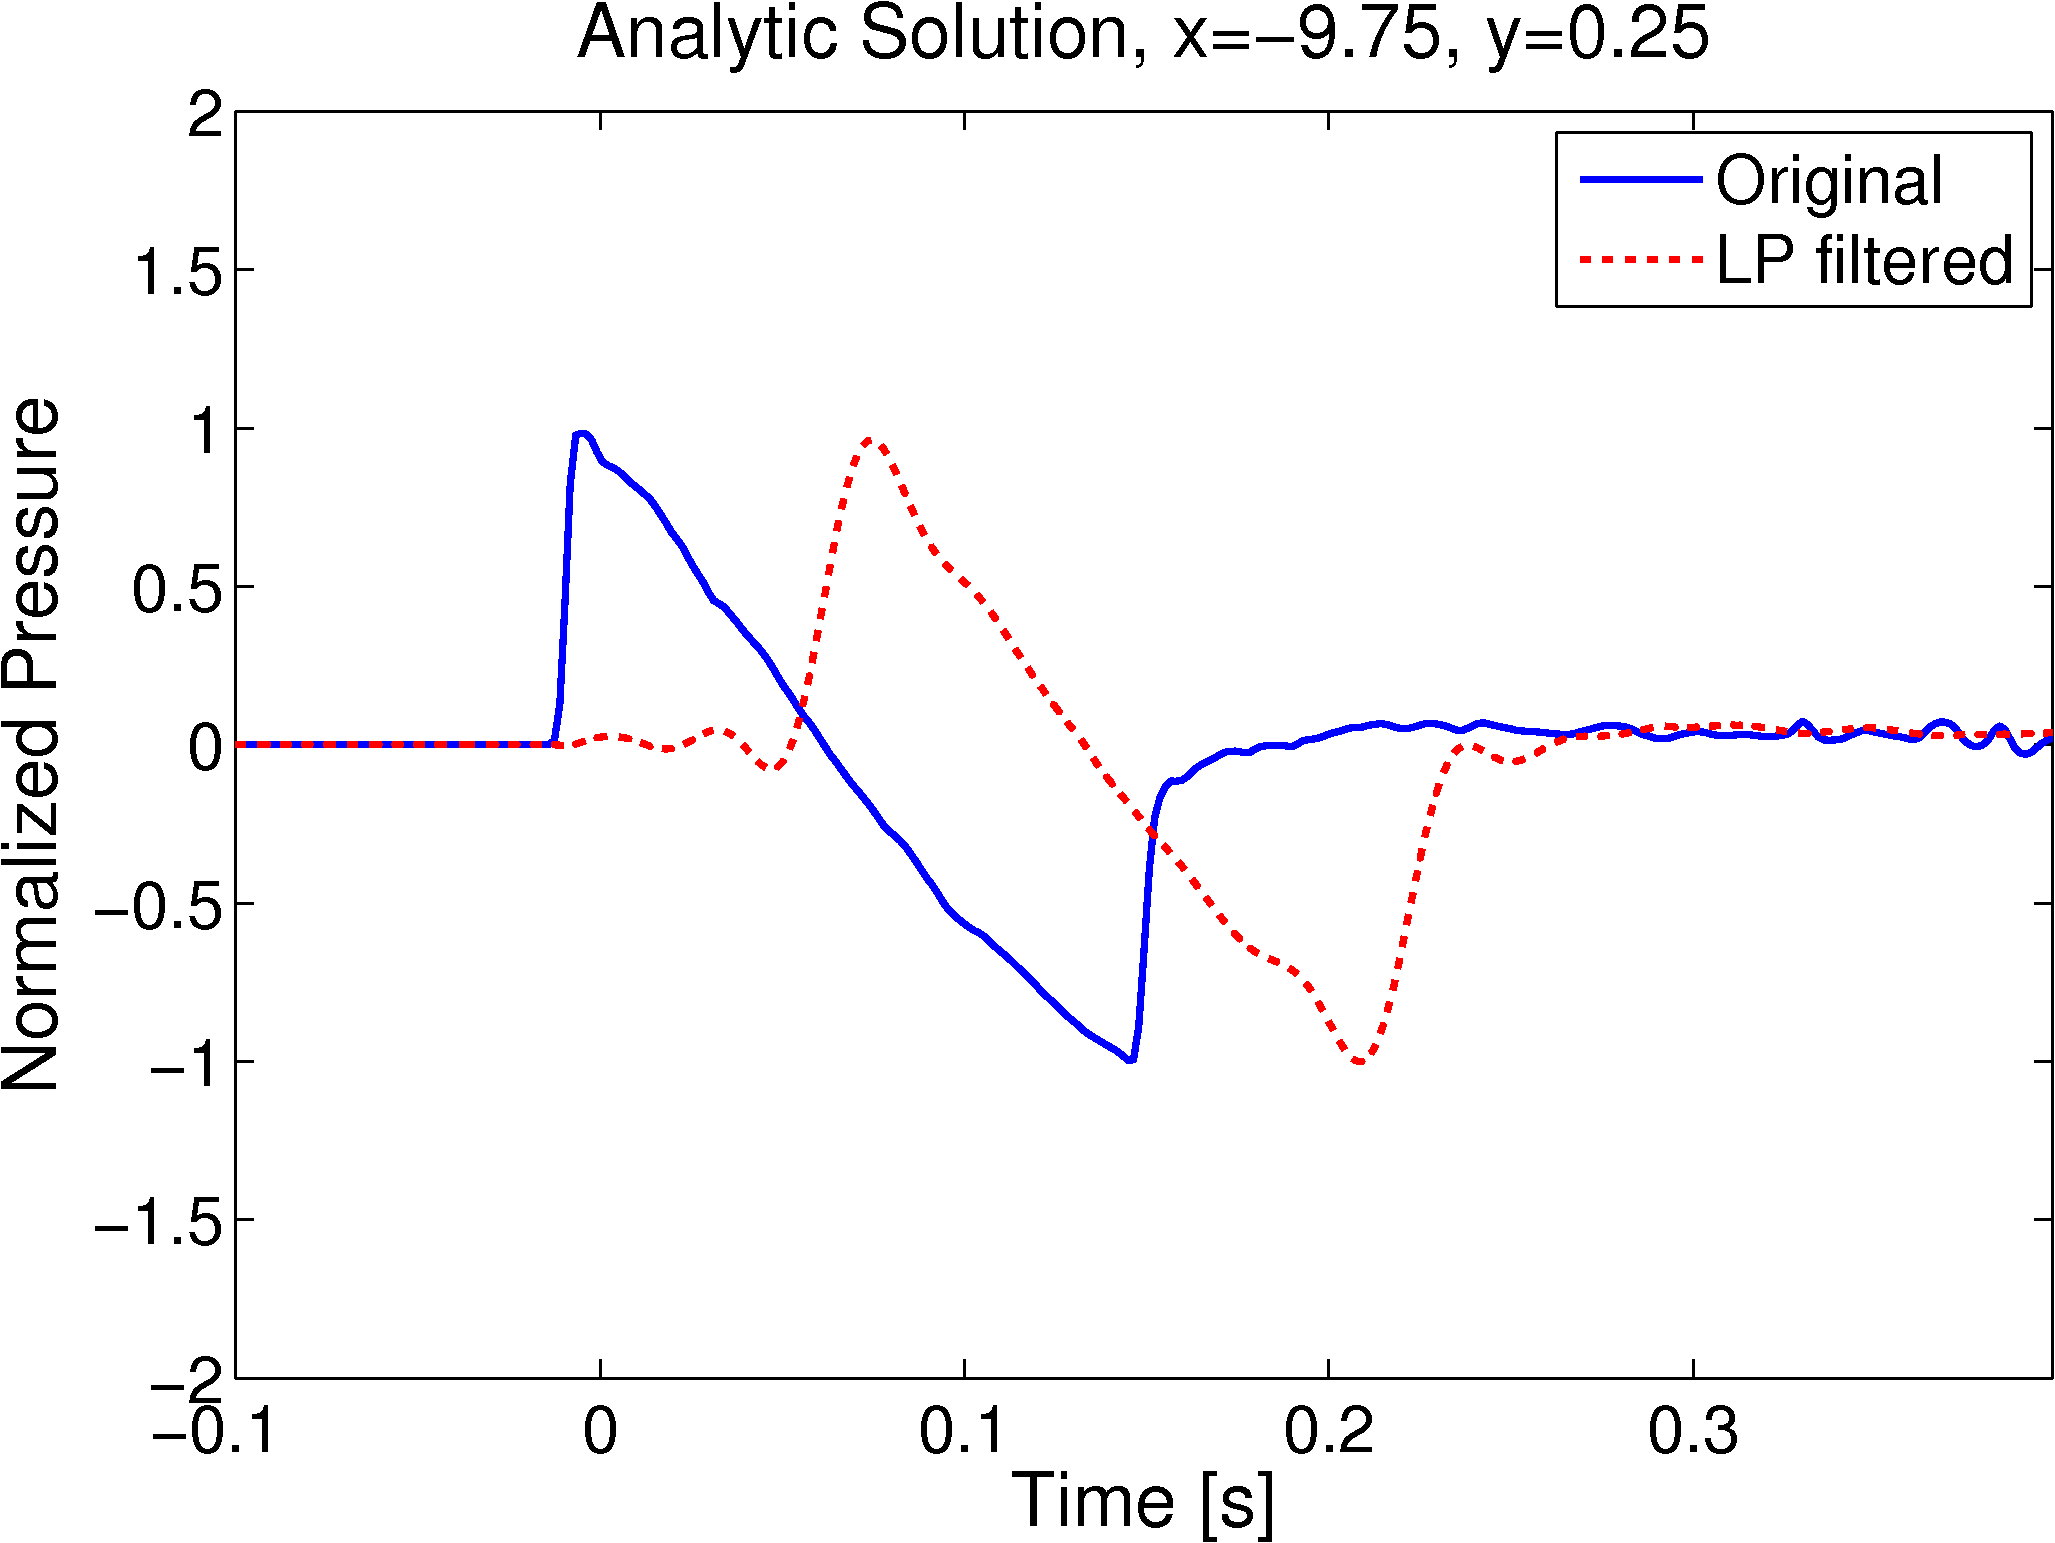 Analytic Solution, x=−9.75, y=0.25
2
1.5
1
0.5
0
−0.5
−1
−1.5
−2
Normalized Pressure
Original
LP filtered
−0.1 0 0.1 0.2 0.3
Time [s]